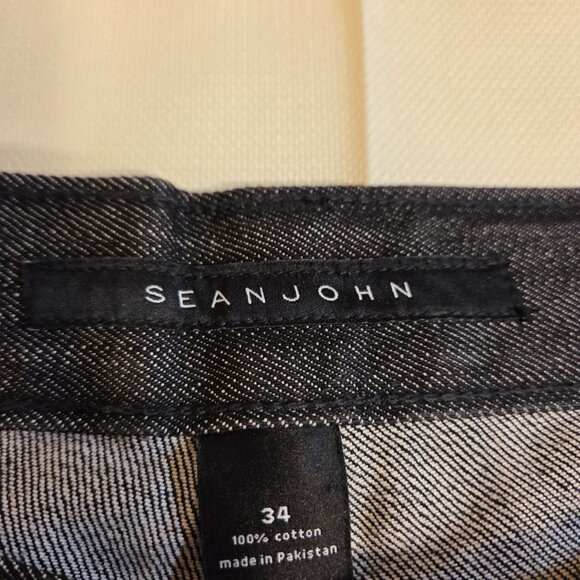 SEANJOHN
34
100% cotton
made in Pakistan